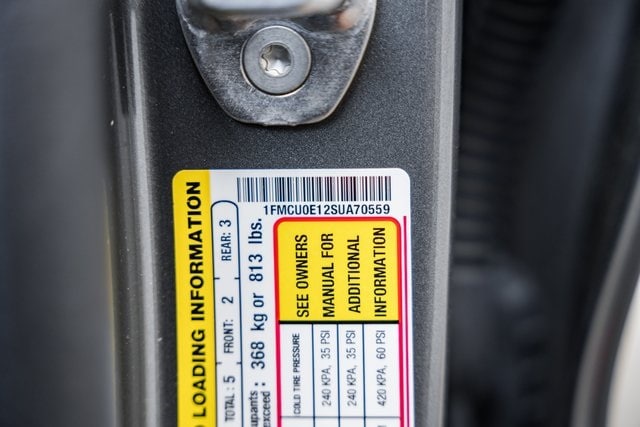 1FMCU0E12SUA70559
LOADING INFORMATION
TOTAL: 5 FRONT: 2 REAR: 3
368 kg or 813 lbs.
SEE OWNERS
MANUAL FOR
ADDITIONAL
INFORMATION
COLD TIRE PRESSURE
240 KPA, 35 PSI
240 KPA, 35 PSI
420 KPA, 60 PSI